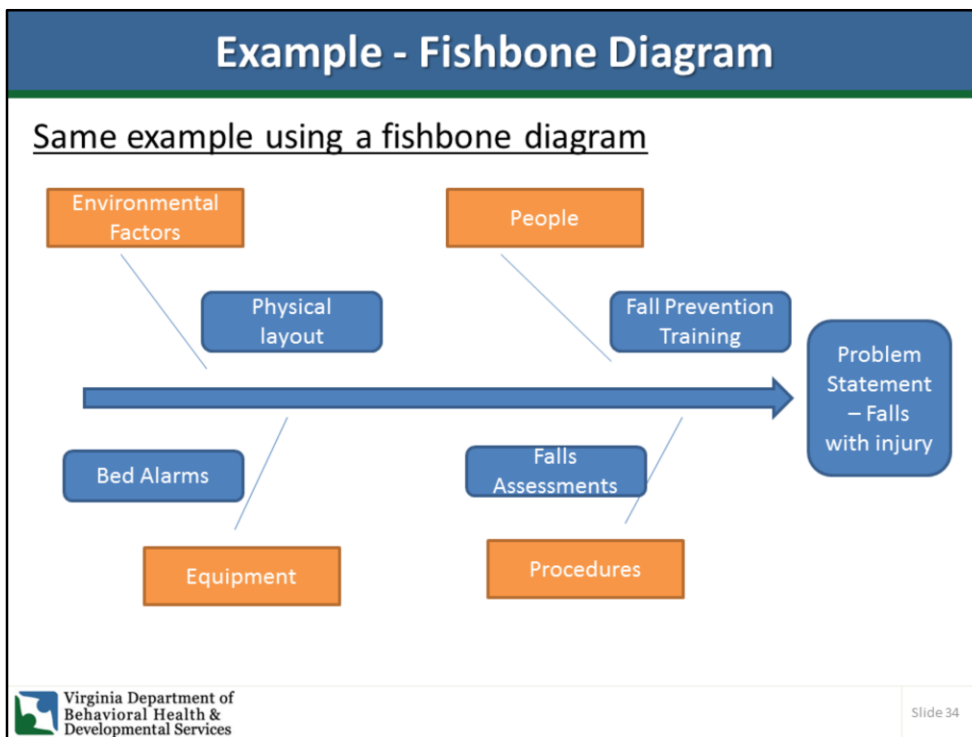 Example - Fishbone Diagram
Same example using a fishbone diagram
Environmental
Factors
People
Physical
layout
Fall Prevention
Training
Problem
Statement
– Falls
with injury
Bed Alarms
Falls
Assessments
Equipment
Procedures
Virginia Department of
Behavioral Health &
Developmental Services
Slide 34